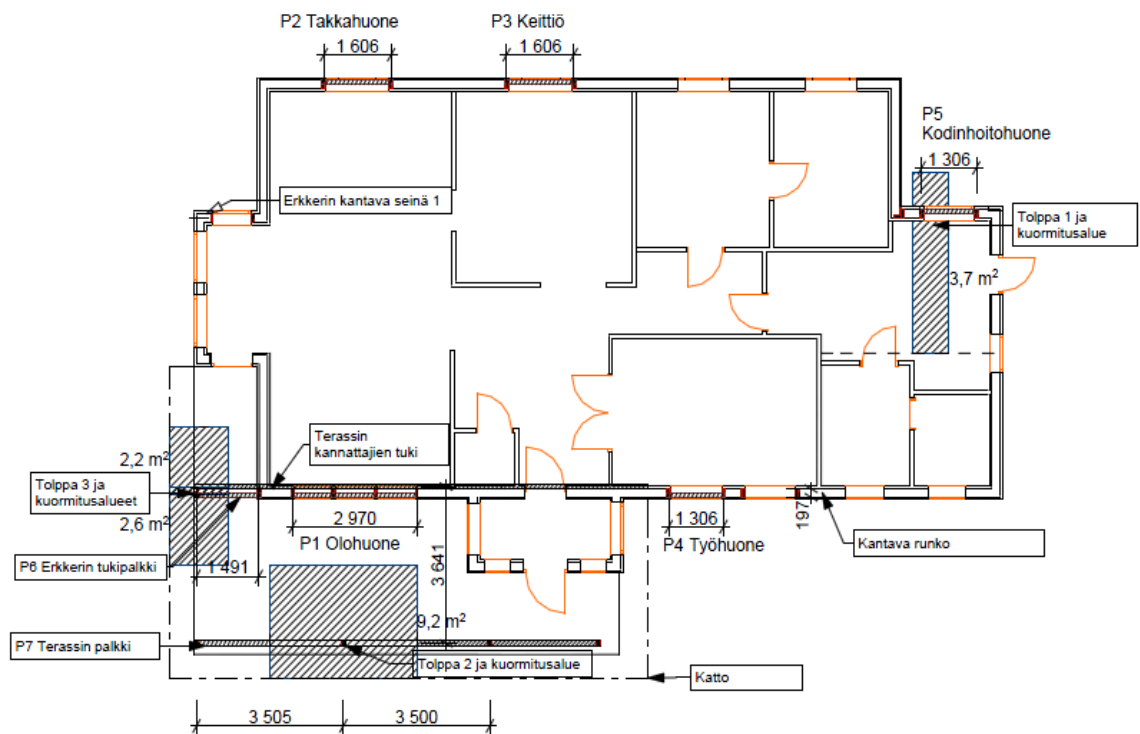 P2 Takkahuone
P3 Keittiö
1 606
1 606
P5
Kodinhoitohuone
1 306
Erkkerin kantava seinä 1
Tolppa 1 ja
kuormitusalue
3,7 m²
Terassin
kannattajien tuki
2,2 m²
Tolppa 3 ja
kuormitusalueet
2,6 m²
2 970
1 306
197
P1 Olohuone
P4 Työhuone
Kantava runko
P6 Erkkerin tukipalkki
1 491
3 641
9,2 m²
P7 Terassin palkki
Tolppa 2 ja kuormitusalue
Katto
3 505
3 500